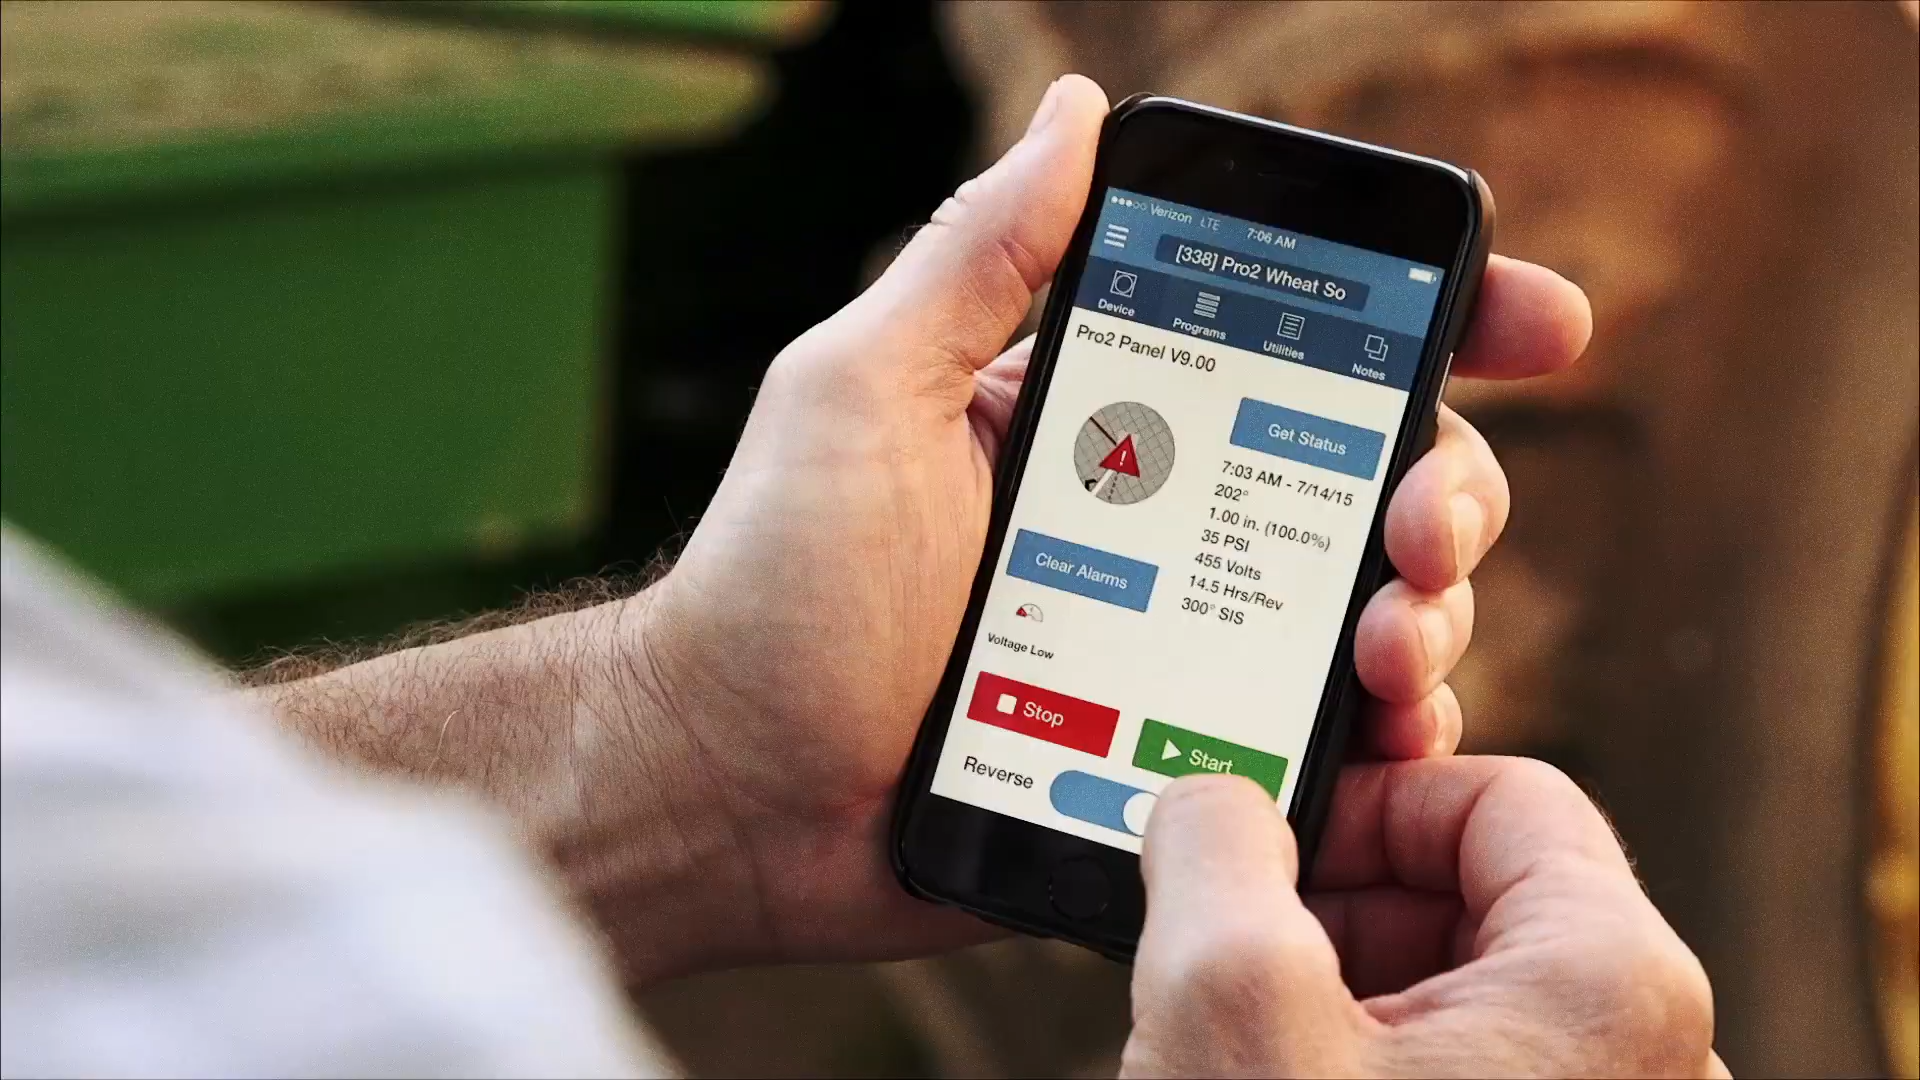 Verizon LTE 7:06 AM
[338] Pro2 Wheat So
Device Programs Utilities Notes
Pro2 Panel V9.00
Get Status
7:03 AM - 7/14/15
202°
1.00 in. (100.0%)
35 PSI
455 Volts
14.5 Hrs/Rev
300° SIS
Clear Alarms
Voltage Low
Stop
Start
Reverse